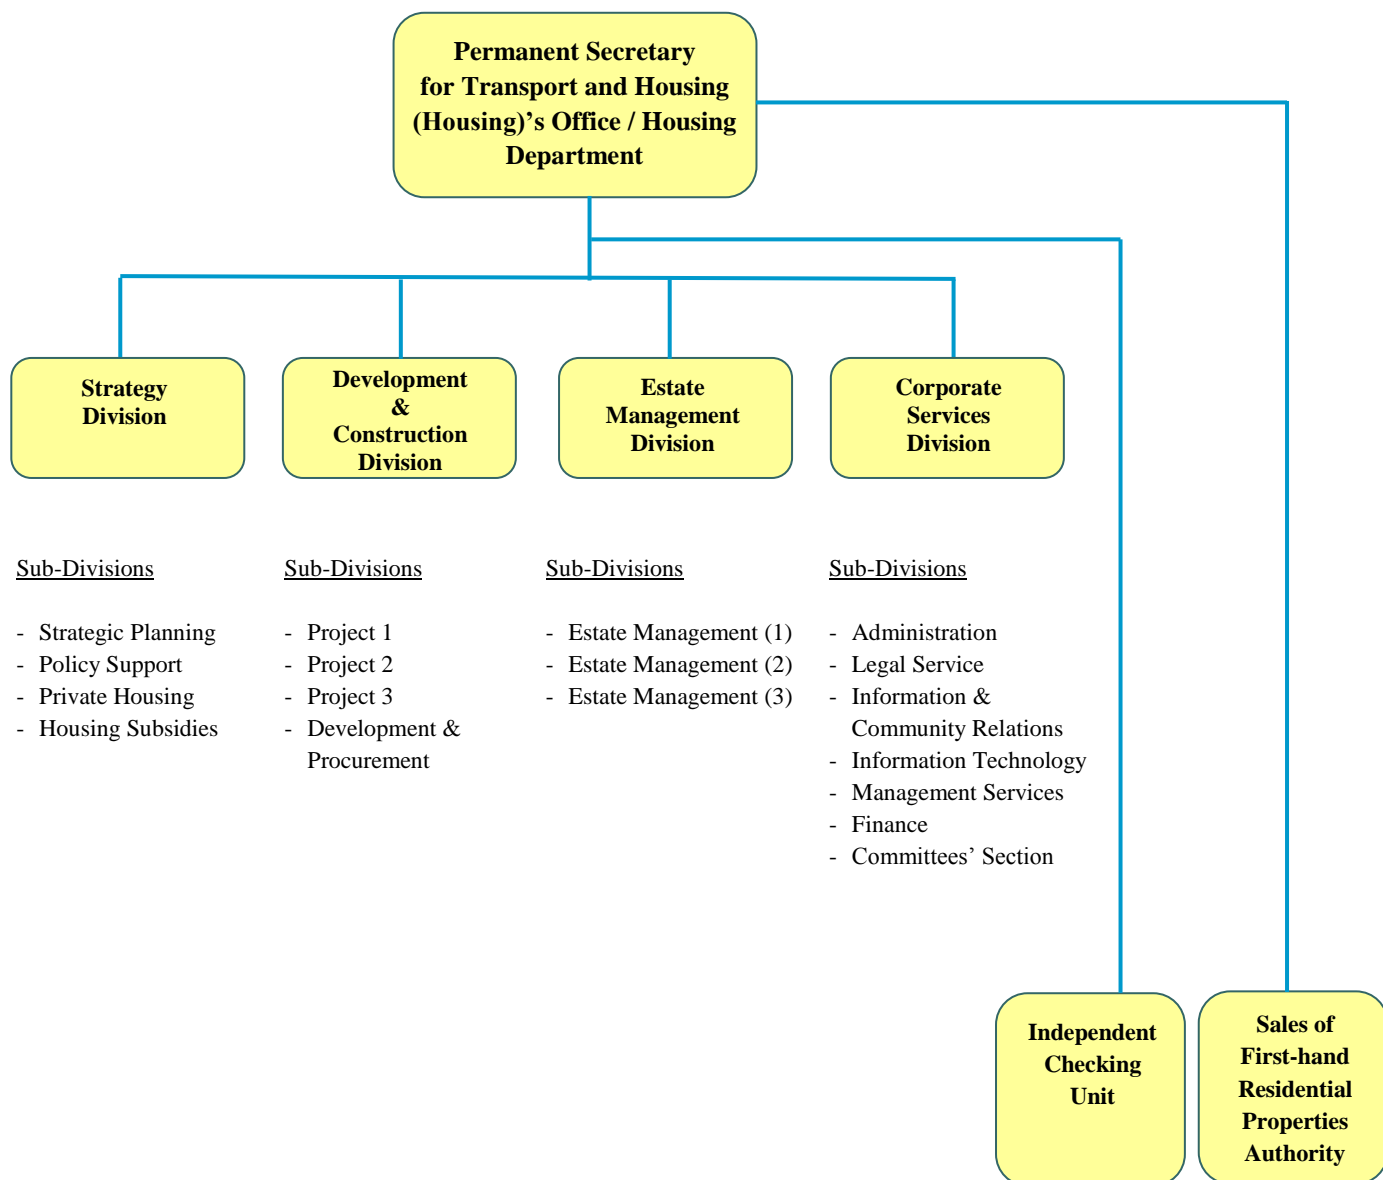 Permanent Secretary
for Transport and Housing
(Housing)’s Office / Housing
Department
Strategy
Division
Development
&
Construction
Division
Estate
Management
Division
Corporate
Services
Division
Sub-Divisions
- Strategic Planning
- Policy Support
- Private Housing
- Housing Subsidies
Sub-Divisions
- Project 1
- Project 2
- Project 3
- Development &
Procurement
Sub-Divisions
- Estate Management (1)
- Estate Management (2)
- Estate Management (3)
Sub-Divisions
- Administration
- Legal Service
- Information &
Community Relations
- Information Technology
- Management Services
- Finance
- Committees’ Section
Independent
Checking
Unit
Sales of
First-hand
Residential
Properties
Authority